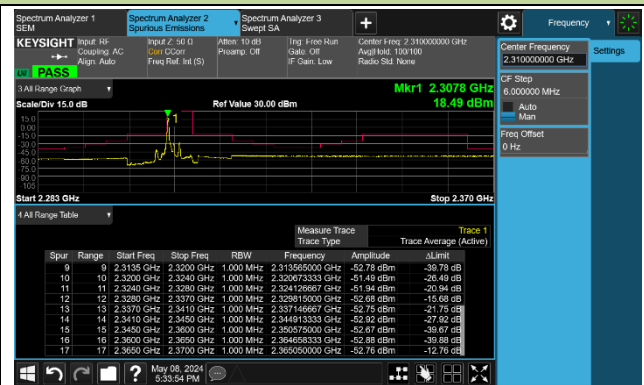 Spectrum Analyzer 1
SEM
Spectrum Analyzer 2
Spurious Emissions
Spectrum Analyzer 3
Swept SA
Frequency
KEYSIGHT
Input: RF
Coupling: AC
Align: Auto
Input Z: 50 Ω
Corr CCorr
Freq Ref: Int (S)
Atten: 10 dB
Preamp: Off
Trig: Free Run
Gate: Off
IF Gain: Low
Center Freq: 2.310000000 GHz
Avg|Hold: 100/100
Radio Std: None
PASS
Center Frequency
2.310000000 GHz
Settings
CF Step
6.000000 MHz
Auto
Man
Freq Offset
0 Hz
3 All Range Graph
Mkr1 2.3078 GHz
Scale/Div 15.0 dB
Ref Value 30.00 dBm
18.49 dBm
1
15.0
0.00
-15.0
-30.0
-45.0
-60.0
-75.0
-90.0
-105
Start 2.283 GHz
Stop 2.370 GHz
4 All Range Table
Measure Trace Trace 1
Trace Type Trace Average (Active)
Spur Range Start Freq Stop Freq RBW Frequency Amplitude ΔLimit
9 9 2.3135 GHz 2.3200 GHz 1.000 MHz 2.313565000 GHz -52.78 dBm -39.78 dB
10 10 2.3200 GHz 2.3240 GHz 1.000 MHz 2.320673333 GHz -51.49 dBm -26.49 dB
11 11 2.3240 GHz 2.3280 GHz 1.000 MHz 2.324126667 GHz -51.94 dBm -20.94 dB
12 12 2.3280 GHz 2.3370 GHz 1.000 MHz 2.329815000 GHz -52.68 dBm -15.68 dB
13 13 2.3370 GHz 2.3410 GHz 1.000 MHz 2.337146667 GHz -52.75 dBm -21.75 dB
14 14 2.3410 GHz 2.3450 GHz 1.000 MHz 2.344913333 GHz -52.92 dBm -27.92 dB
15 15 2.3450 GHz 2.3600 GHz 1.000 MHz 2.350575000 GHz -52.67 dBm -39.67 dB
16 16 2.3600 GHz 2.3650 GHz 1.000 MHz 2.364658333 GHz -52.88 dBm -39.88 dB
17 17 2.3650 GHz 2.3700 GHz 1.000 MHz 2.365050000 GHz -52.76 dBm -12.76 dB
May 08, 2024
5:33:54 PM